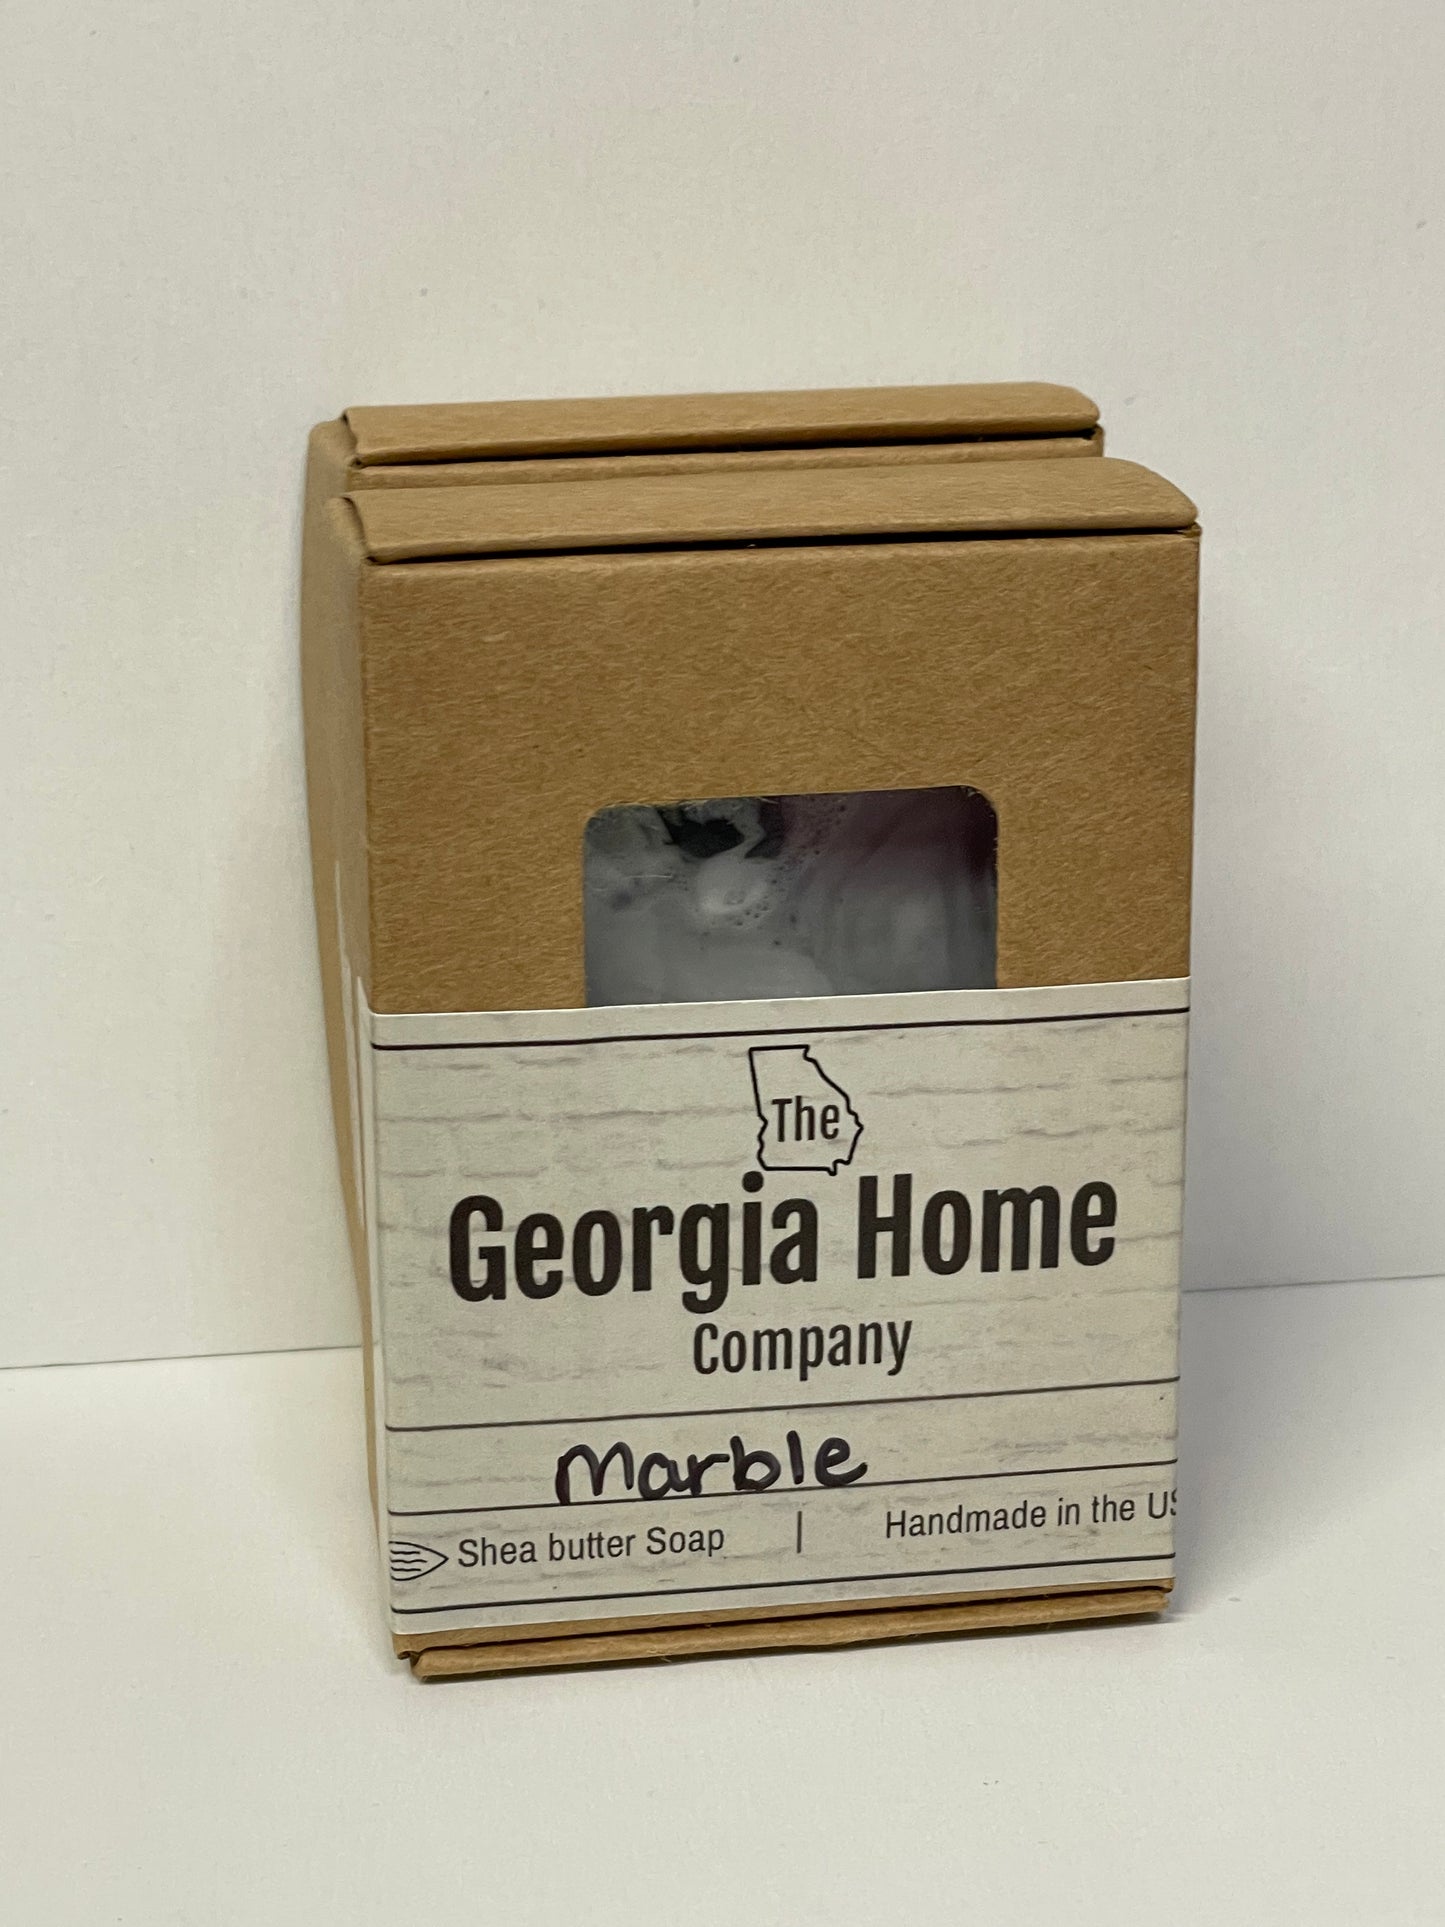 The
Georgia Home
Company
Marble
Shea butter Soap | Handmade in the US